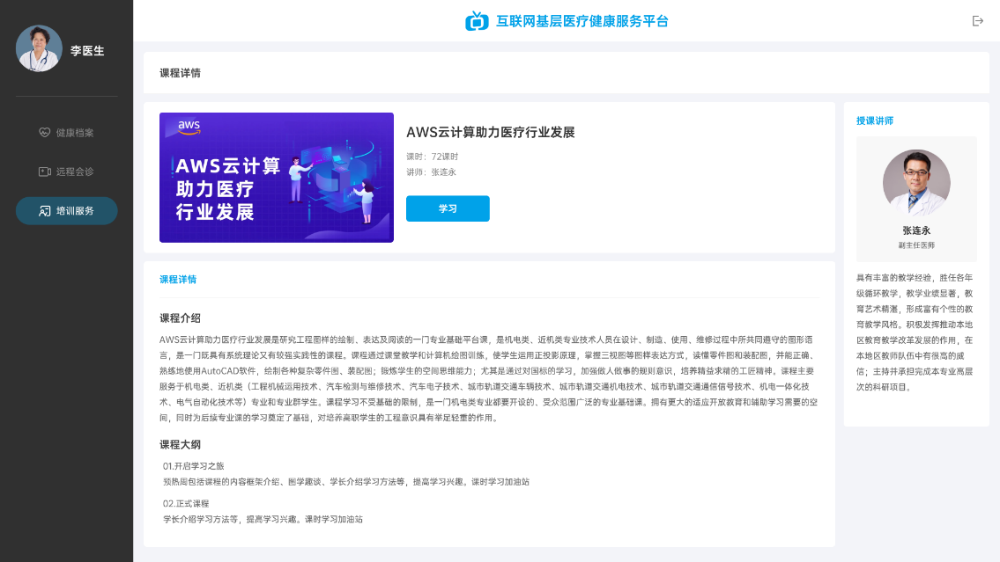 李医生
健康档案
远程会诊
培训服务
互联网基层医疗健康服务平台
课程详情
aws
AWS云计算
助力医疗
行业发展
AWS云计算助力医疗行业发展
课时：72课时
讲师：张连永
学习
课程详情
课程介绍
AWS云计算助力医疗行业发展是研究工程图样的绘制、表达及阅读的一门专业基础平台课，是机电类、近机类专业技术人员在设计、制造、使用、维修过程中所共同遵守的图形语
言，是一门既具有系统理论又有较强实践性的课程。课程通过课堂教学和计算机绘图训练，使学生运用正投影原理，掌握三视图等图样表达方式，读懂零件图和装配图，并能正确、
熟练地使用AutoCAD软件，绘制各种复杂零件图、装配图；锻炼学生的空间思维能力；尤其是通过对国标的学习，加强做人做事的规则意识，培养精益求精的工匠精神。课程主要
服务于机电类、近机类（工程机械运用技术、汽车检测与维修技术、汽车电子技术、城市轨道交通车辆技术、城市轨道交通机电技术、城市轨道交通通信信号技术、机电一体化技
术、电气自动化技术等）专业和专业群学生。课程学习不受基础的限制，是一门机电类专业都要开设的、受众范围广泛的专业基础课。拥有更大的适应开放教育和辅助学习需要的空
间，同时为后续专业课的学习奠定了基础，对培养高职学生的工程意识具有举足轻重的作用。
课程大纲
01.开启学习之旅
预热周包括课程的内容框架介绍、图学趣谈、学长介绍学习方法等，提高学习兴趣。课时学习加油站
02.正式课程
学长介绍学习方法等，提高学习兴趣。课时学习加油站
授课讲师
张连永
副主任医师
具有丰富的教学经验，胜任各年
级循环教学，教学业绩显著，教
育艺术精湛，形成富有个性的教
育教学风格。积极发挥推动本地
区教育教学改革发展的作用，在
本地区教师队伍中有很高的威
信；主持并承担完成本专业高层
次的科研项目。